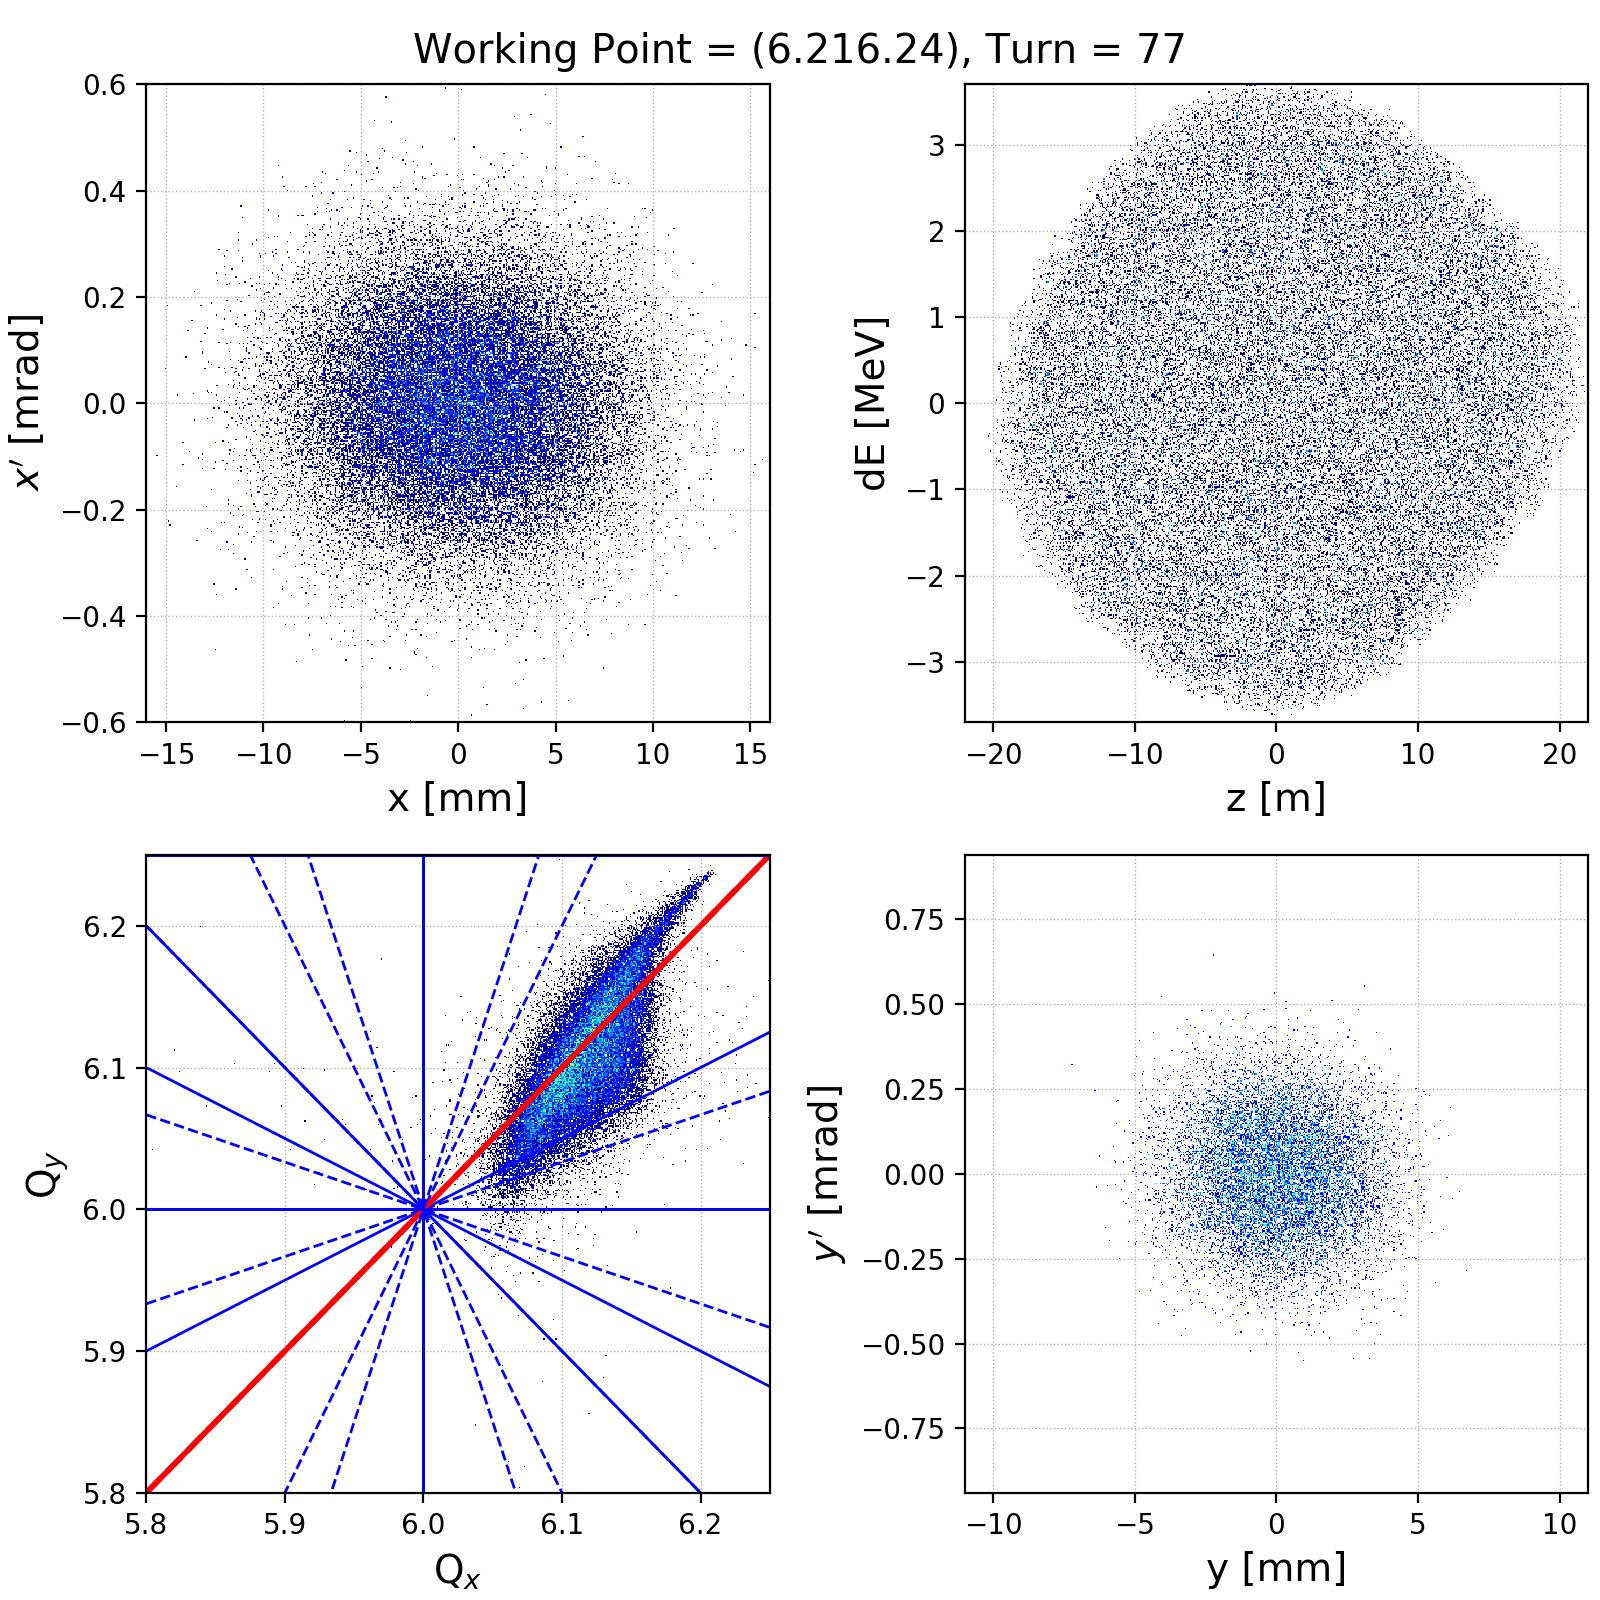 Working Point = (6.216.24), Turn = 77
0.6
0.4
0.2
0.0
−0.2
−0.4
−0.6
x′ [mrad]
−15 −10 −5 0 5 10 15
x [mm]
3
2
1
0
−1
−2
−3
dE [MeV]
−20 −10 0 10 20
z [m]
6.2
6.1
6.0
5.9
5.8
Qy
5.8 5.9 6.0 6.1 6.2
Qx
0.75
0.50
0.25
0.00
−0.25
−0.50
−0.75
y′ [mrad]
−10 −5 0 5 10
y [mm]